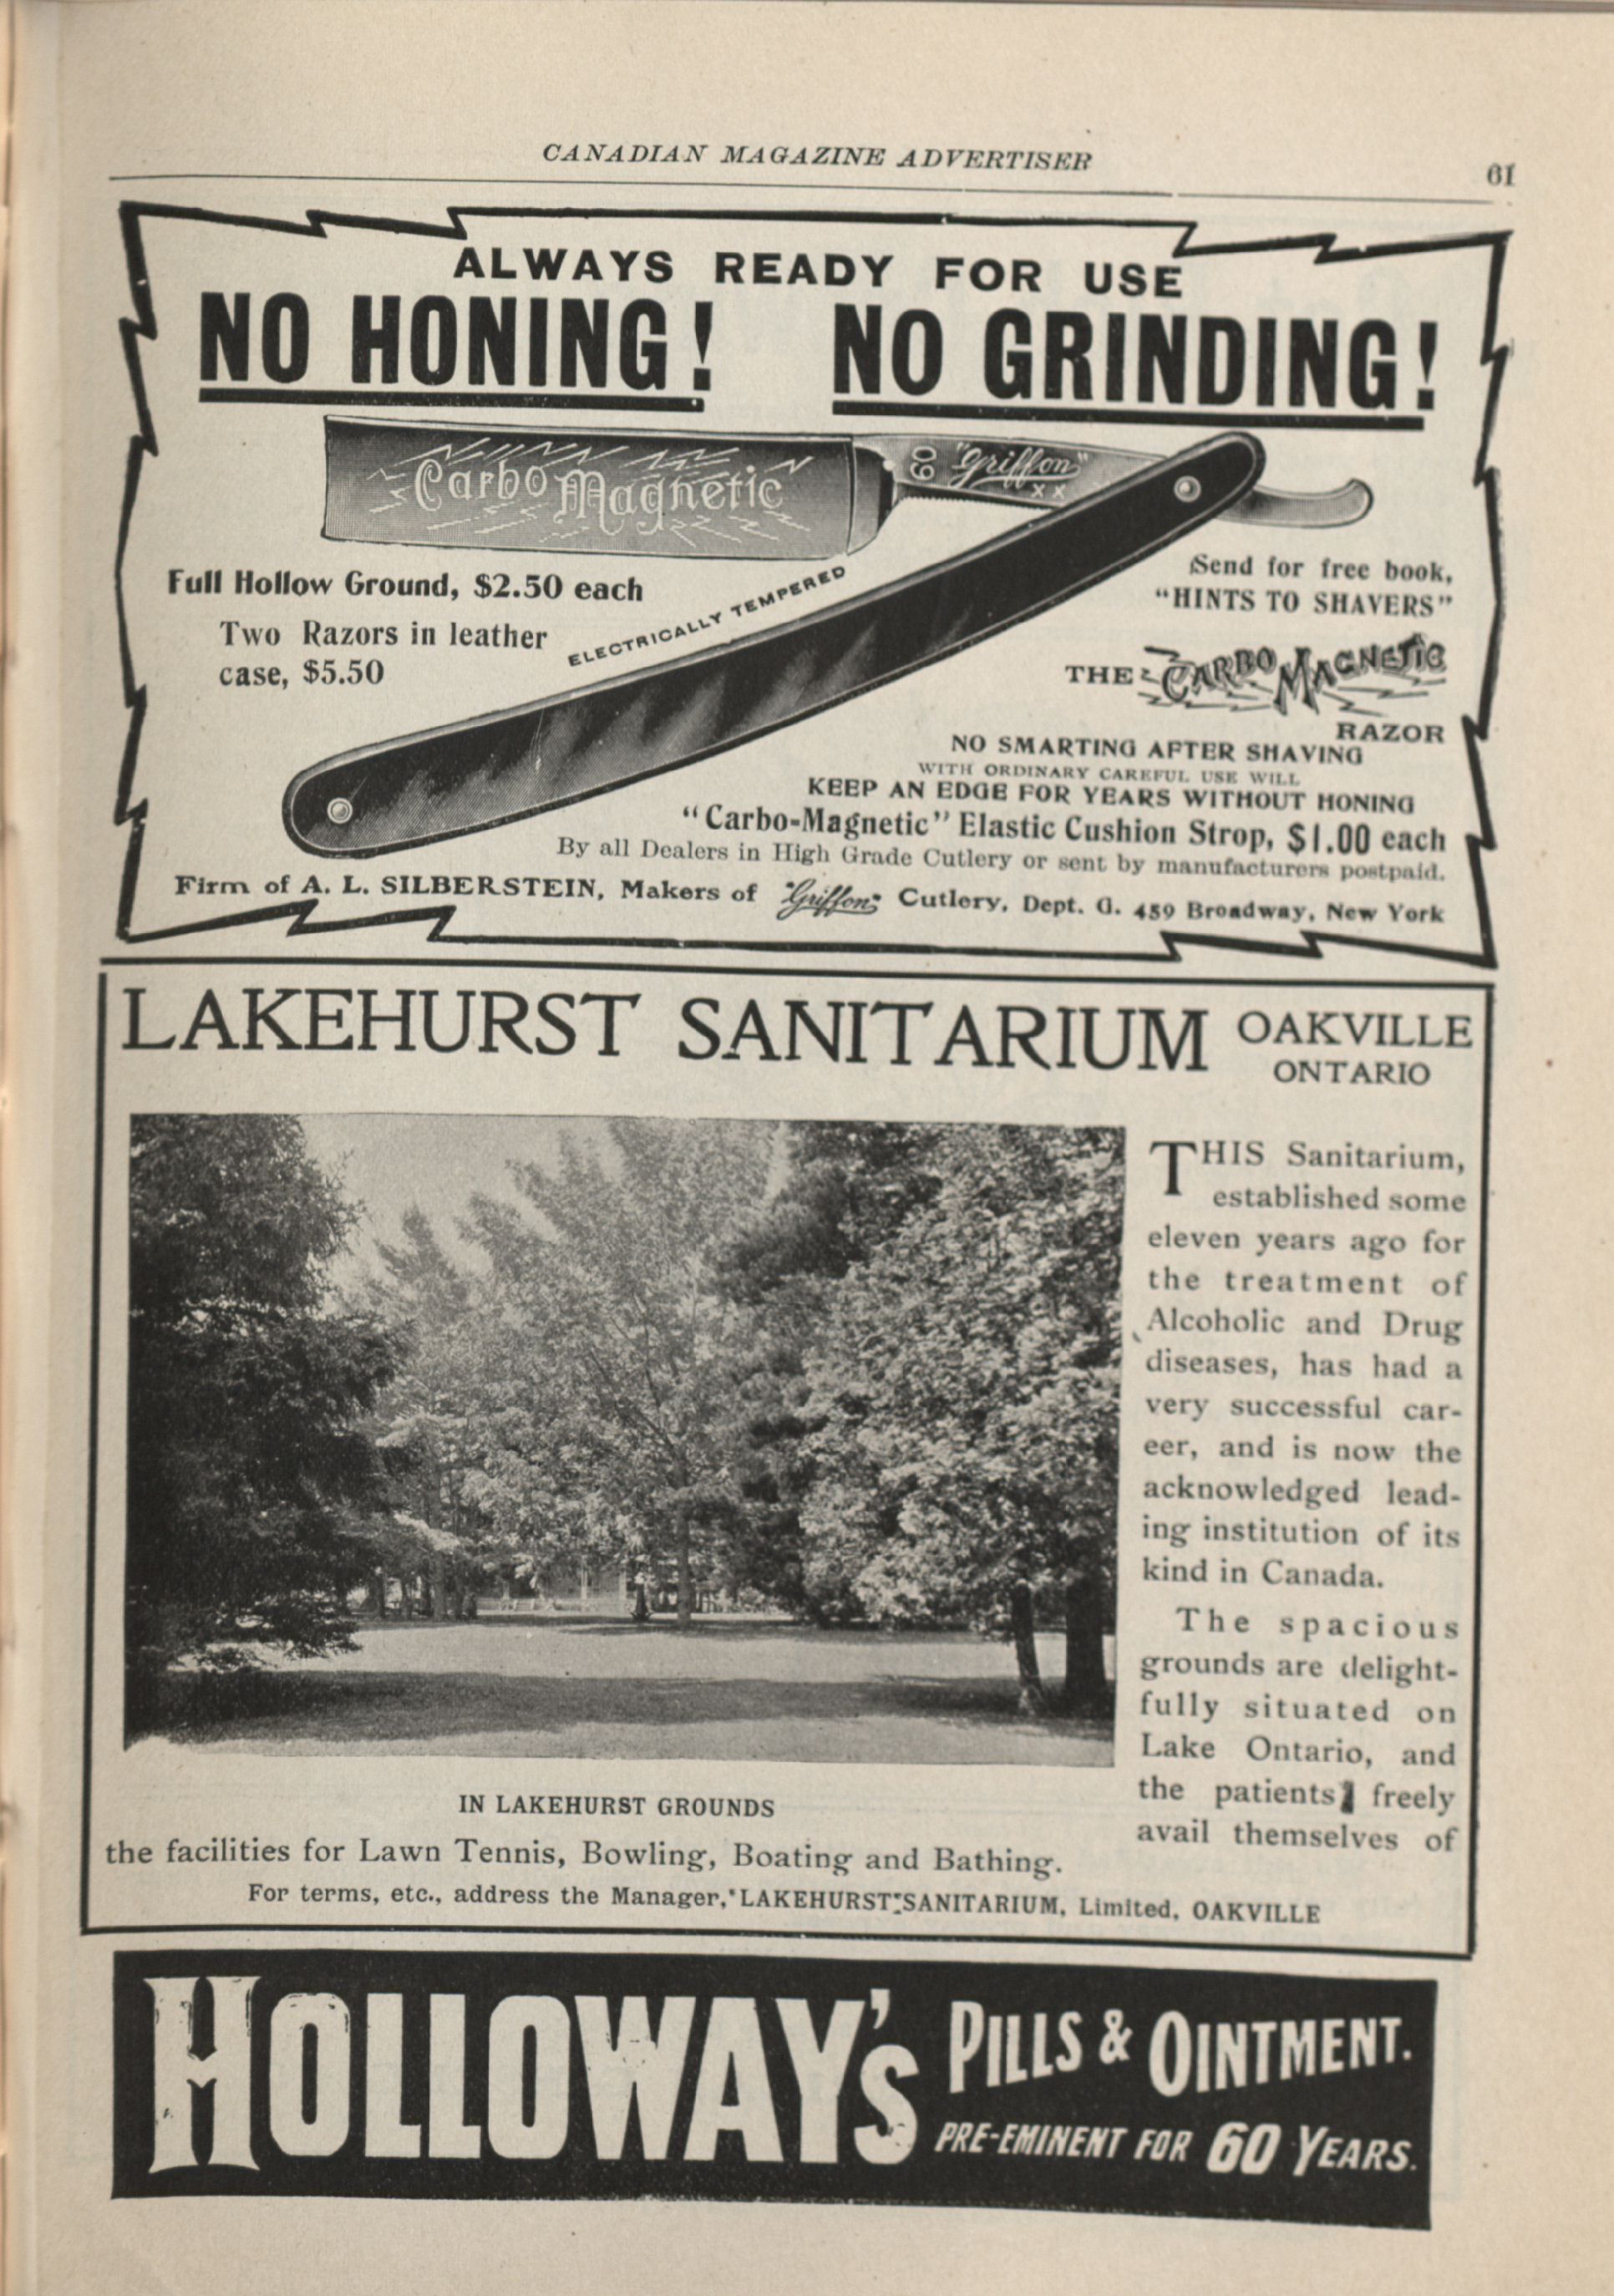 CANADIAN MAGAZINE ADVERTISER
61
ALWAYS READY FOR USE
NO HONING! NO GRINDING!
Carbo Magnetic
60 "Griffon"
XX
Full Hollow Ground, $2.50 each
Two Razors in leather
case, $5.50
ELECTRICALLY TEMPERED
Send for free book,
"HINTS TO SHAVERS"
THE CARBO MAGNETIC
RAZOR
NO SMARTING AFTER SHAVING
WITH ORDINARY CAREFUL USE WILL
KEEP AN EDGE FOR YEARS WITHOUT HONING
"Carbo-Magnetic" Elastic Cushion Strop, $1.00 each
By all Dealers in High Grade Cutlery or sent by manufacturers postpaid.
Firm of A. L. SILBERSTEIN, Makers of "Griffon" Cutlery, Dept. G. 459 Broadway, New York
LAKEHURST SANITARIUM OAKVILLE
ONTARIO
THIS Sanitarium,
established some
eleven years ago for
the treatment of
Alcoholic and Drug
diseases, has had a
very successful car-
eer, and is now the
acknowledged lead-
ing institution of its
kind in Canada.
The spacious
grounds are delight-
fully situated on
Lake Ontario, and
the patients freely
avail themselves of
IN LAKEHURST GROUNDS
the facilities for Lawn Tennis, Bowling, Boating and Bathing.
For terms, etc., address the Manager, LAKEHURST SANITARIUM, Limited, OAKVILLE
HOLLOWAY'S PILLS & OINTMENT.
PRE-EMINENT FOR 60 YEARS.